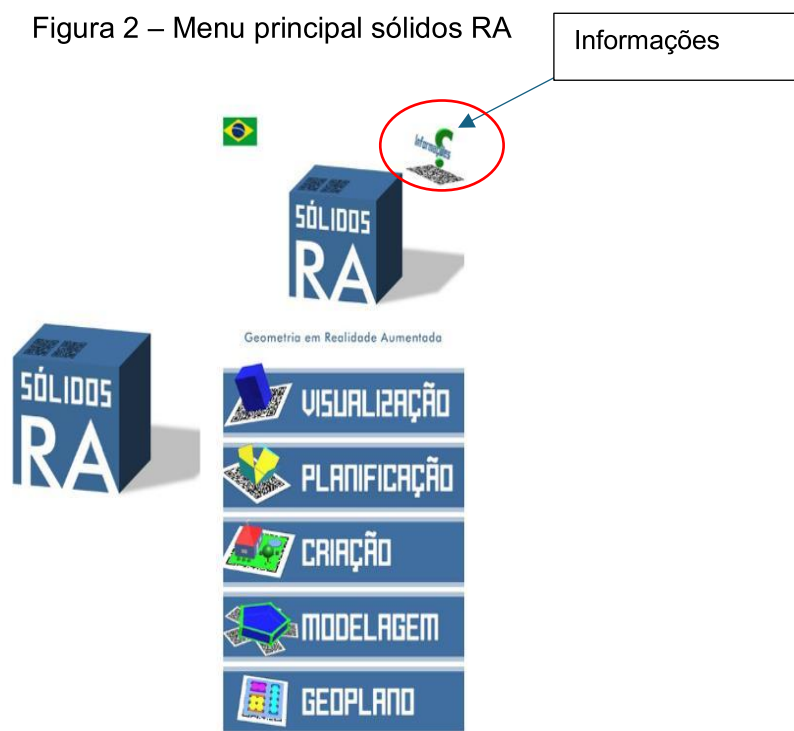 Figura 2 – Menu principal sólidos RA
Informações
Informações
SÓLIDOS
RA
Geometria em Realidade Aumentada
SÓLIDOS
RA
VISUALIZAÇÃO
PLANIFICAÇÃO
CRIAÇÃO
MODELAGEM
GEOPLANO